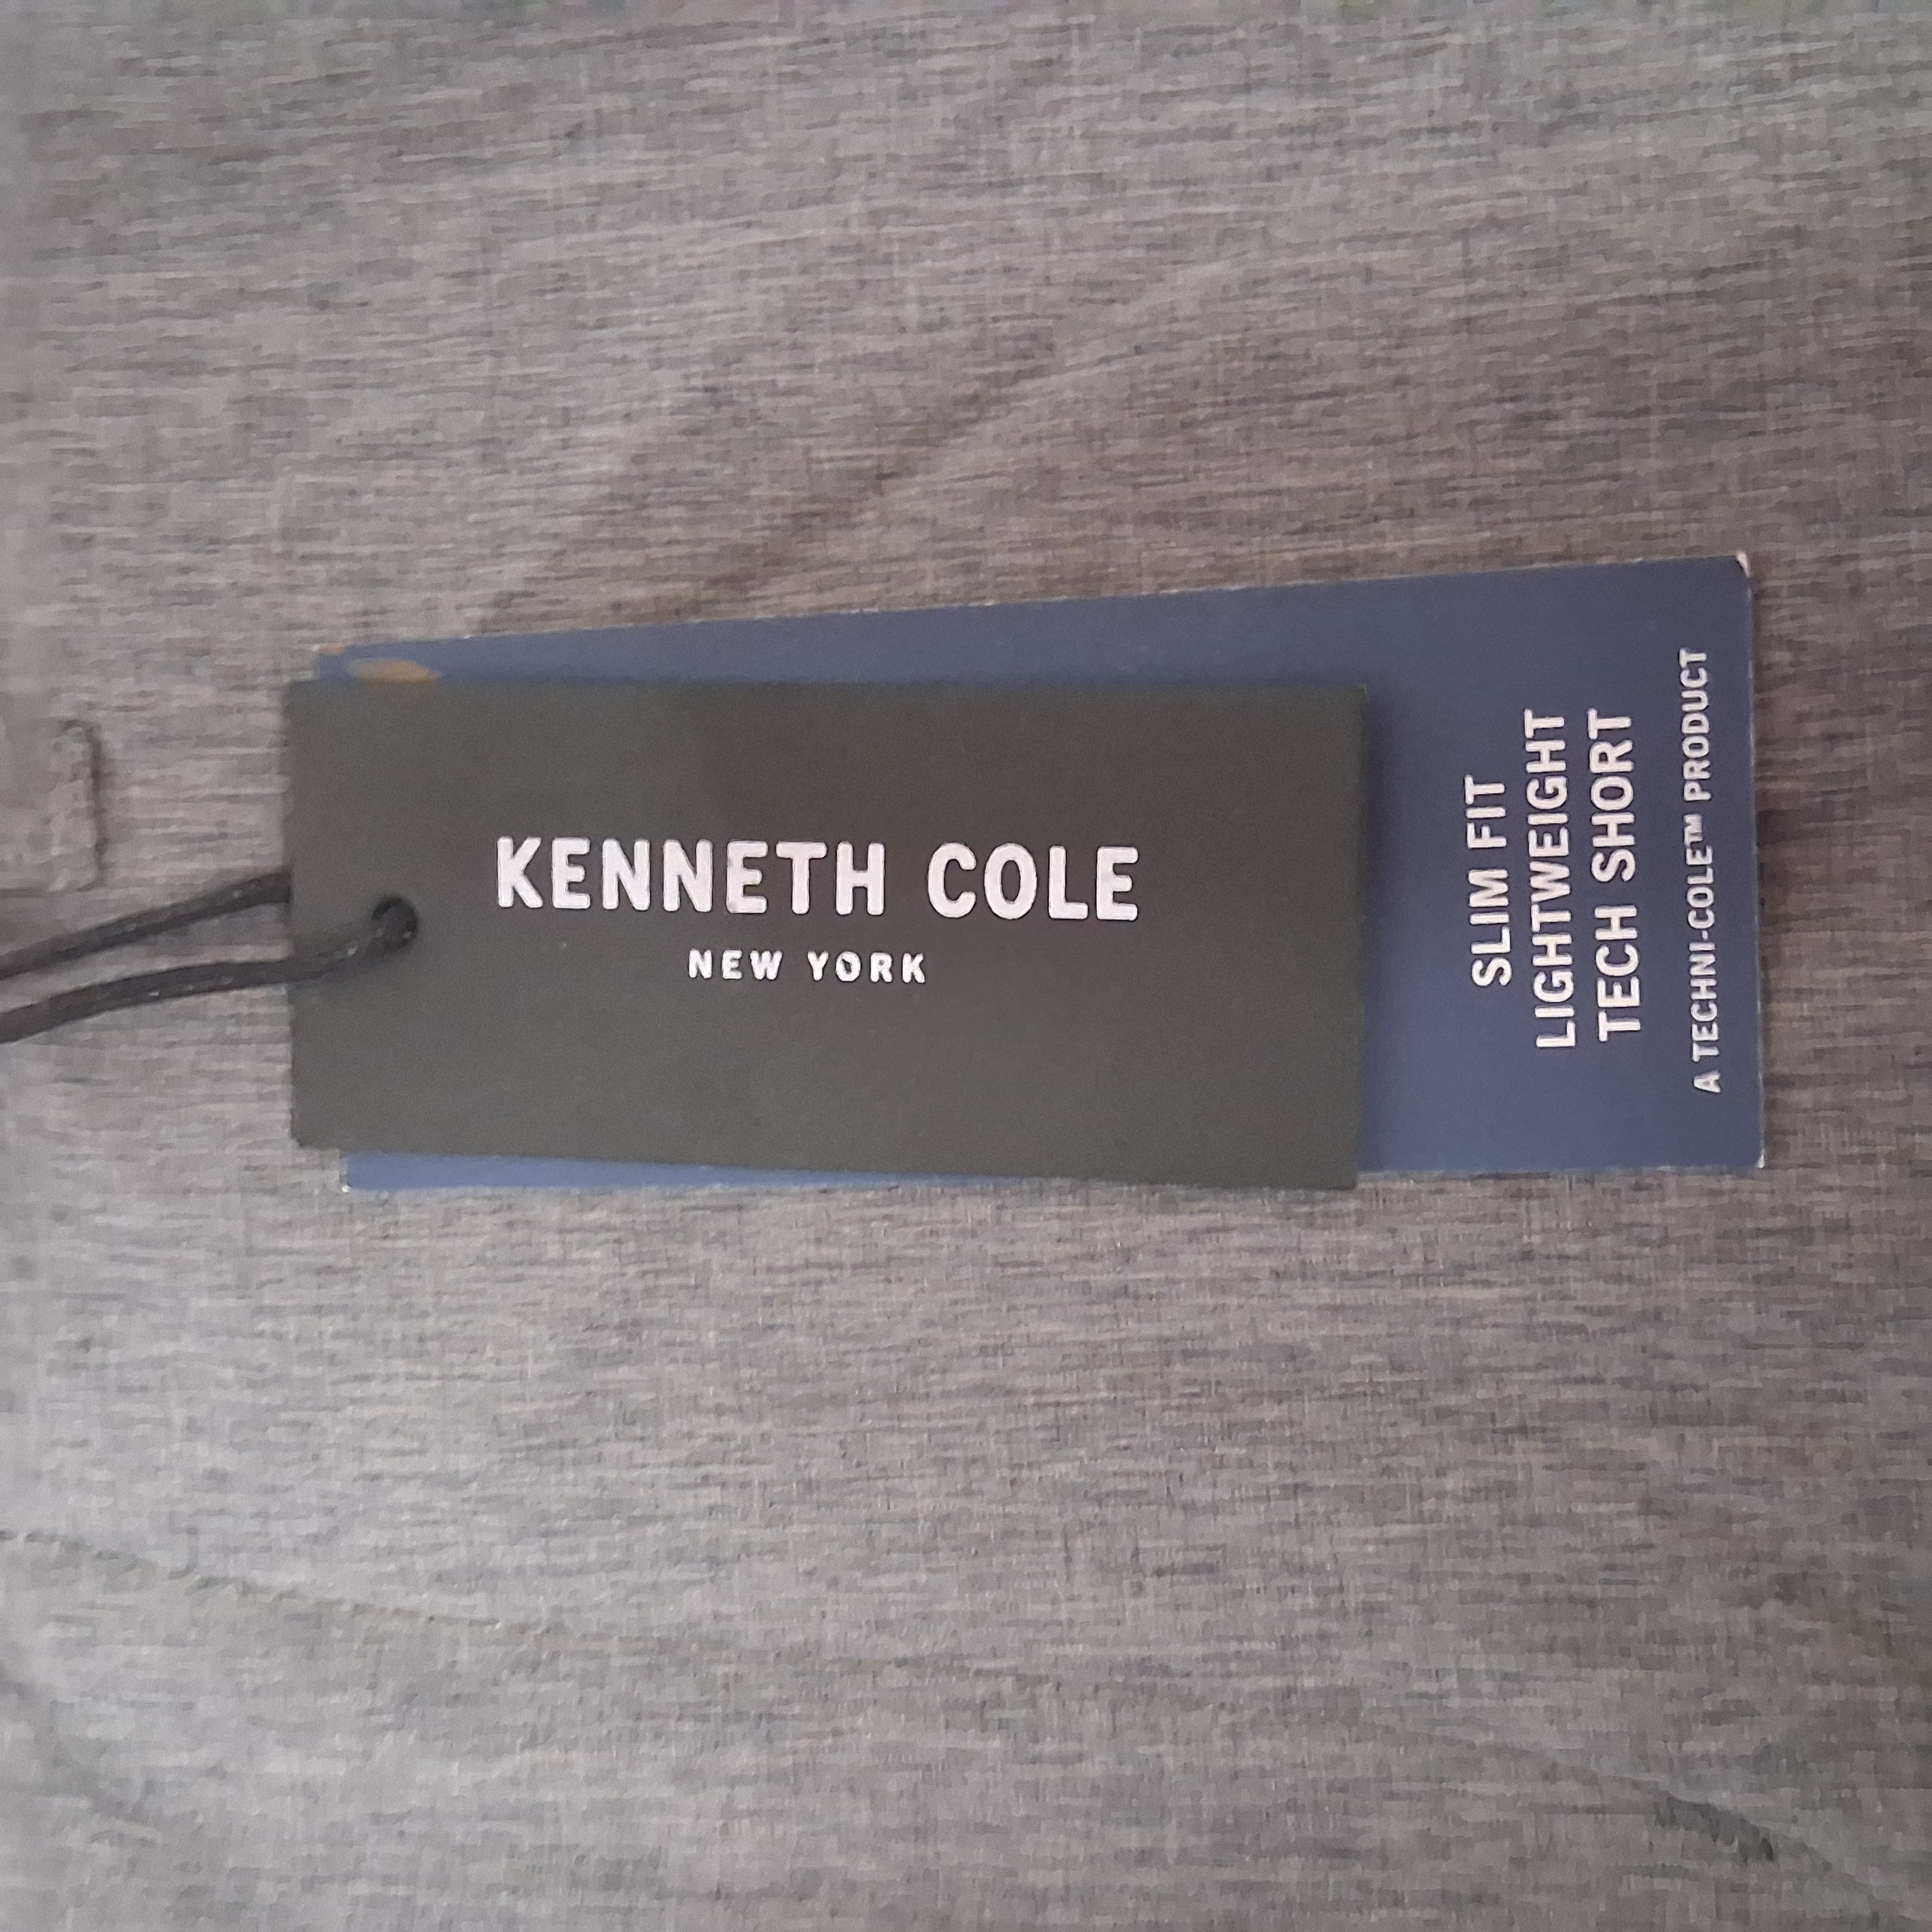 KENNETH COLE
NEW YORK
SLIM FIT
LIGHTWEIGHT
TECH SHORT
A TECHNI-COLE™ PRODUCT